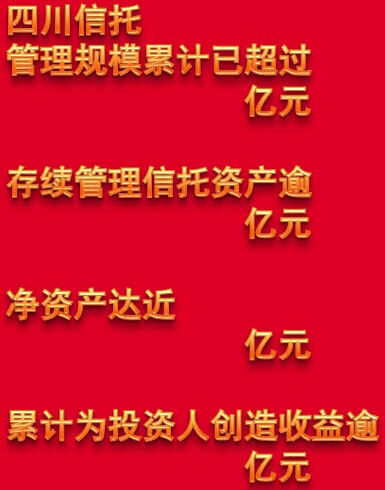 四川信托
管理规模累计已超过
亿元
存续管理信托资产逾
亿元
净资产达近
亿元
累计为投资人创造收益逾
亿元